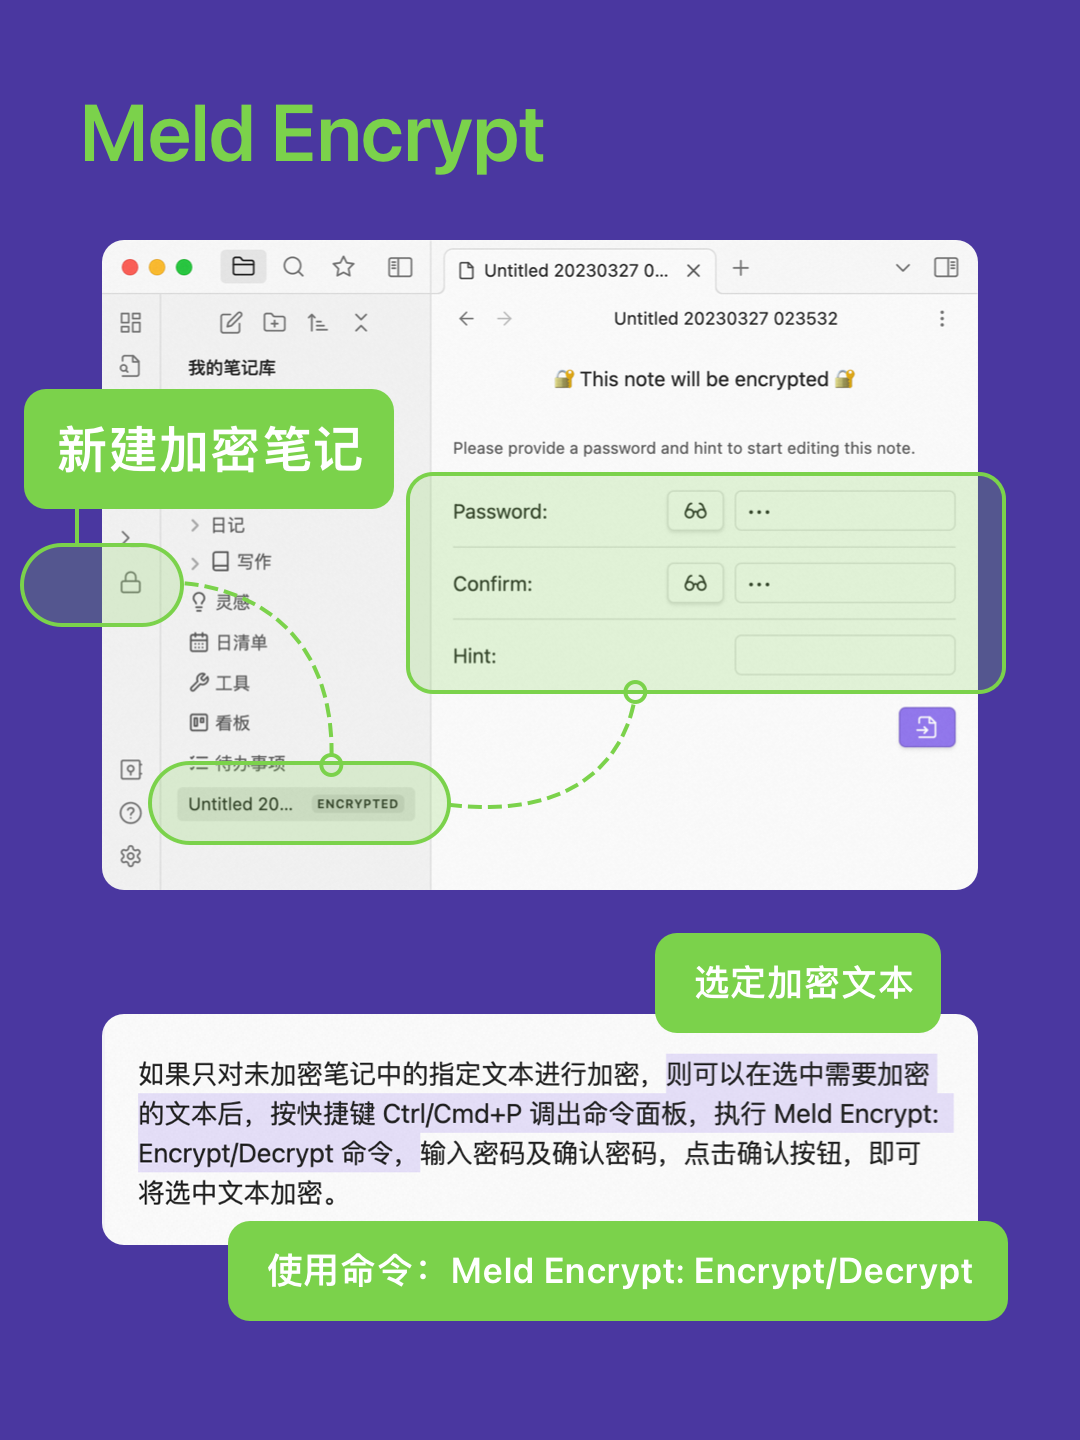 Meld Encrypt
Untitled 20230327 0...
Untitled 20230327 023532
我的笔记库
🔐 This note will be encrypted 🔐
新建加密笔记
Please provide a password and hint to start editing this note.
Password:
•••
Confirm:
•••
Hint:
日记
写作
灵感
日清单
工具
看板
待办事项
Untitled 20...
ENCRYPTED
选定加密文本
如果只对未加密笔记中的指定文本进行加密，则可以在选中需要加密
的文本后，按快捷键 Ctrl/Cmd+P 调出命令面板，执行 Meld Encrypt:
Encrypt/Decrypt 命令，输入密码及确认密码，点击确认按钮，即可
将选中文本加密。
使用命令：Meld Encrypt: Encrypt/Decrypt